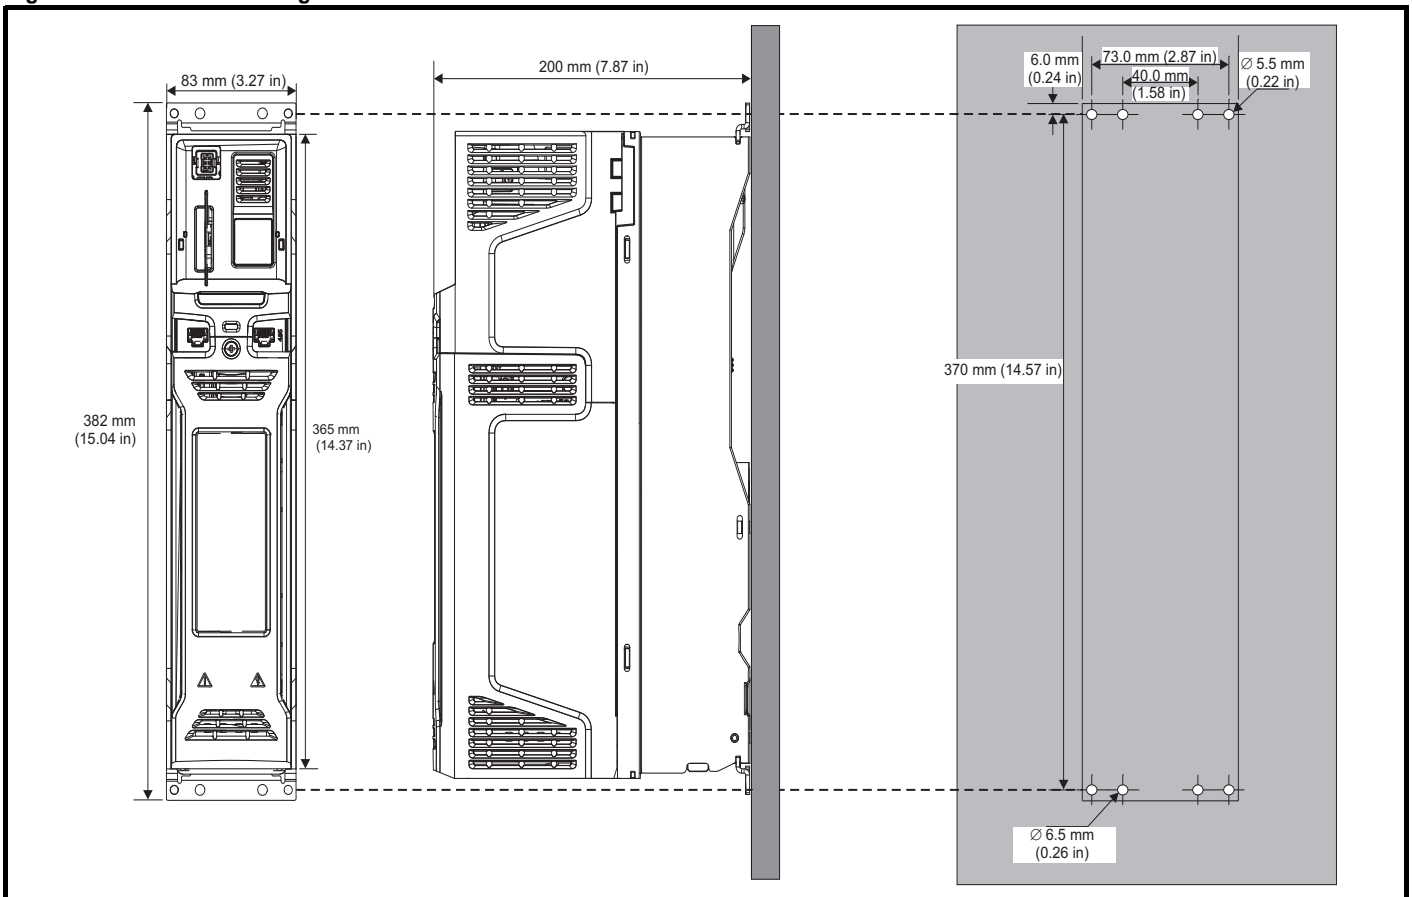 83 mm (3.27 in)
382 mm
(15.04 in)
365 mm
(14.37 in)
200 mm (7.87 in)
6.0 mm
(0.24 in)
73.0 mm (2.87 in)
40.0 mm
(1.58 in)
∅ 5.5 mm
(0.22 in)
370 mm (14.57 in)
∅ 6.5 mm
(0.26 in)